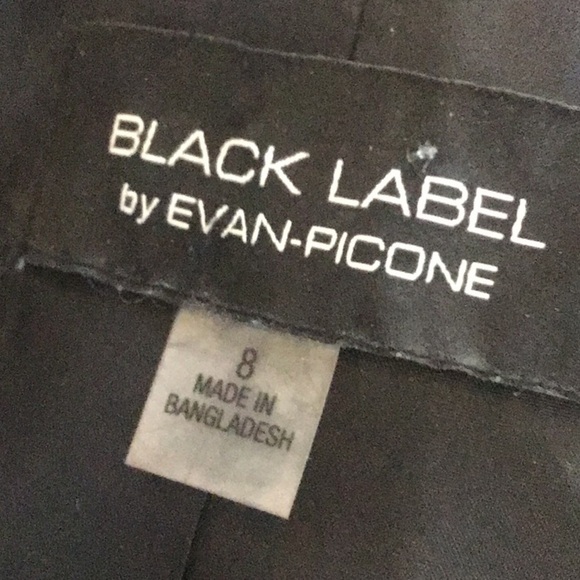 BLACK LABEL
by EVAN-PICONE
8
MADE IN
BANGLADESH